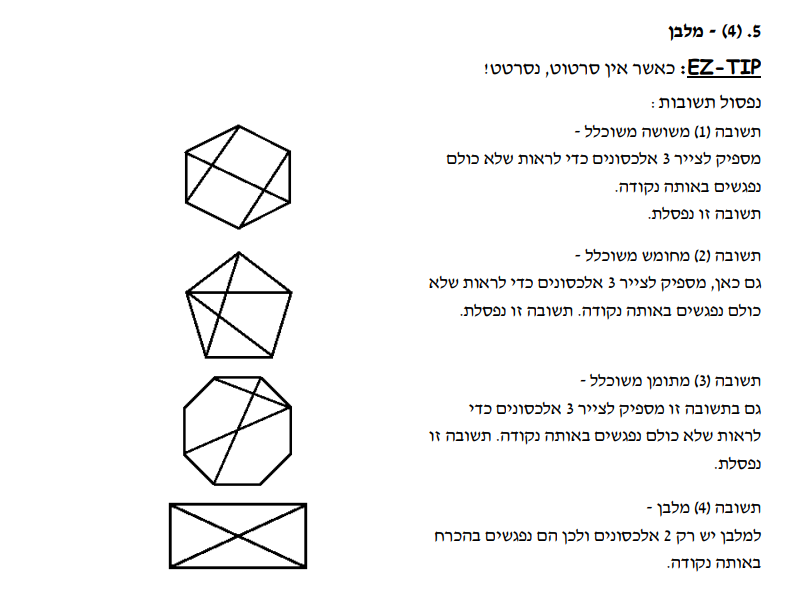 5. (4) - מלבן
EZ-TIP: כאשר אין סרטוט, נסרטט!
נפסול תשובות:
תשובה (1) משושה משוכלל -
מספיק לצייר 3 אלכסונים כדי לראות שלא כולם
נפגשים באותה נקודה.
תשובה זו נפסלת.
תשובה (2) מחומש משוכלל -
גם כאן, מספיק לצייר 3 אלכסונים כדי לראות שלא
כולם נפגשים באותה נקודה. תשובה זו נפסלת.
תשובה (3) מתומן משוכלל -
גם בתשובה זו מספיק לצייר 3 אלכסונים כדי
לראות שלא כולם נפגשים באותה נקודה. תשובה זו
נפסלת.
תשובה (4) מלבן -
למלבן יש רק 2 אלכסונים ולכן הם נפגשים בהכרח
באותה נקודה.